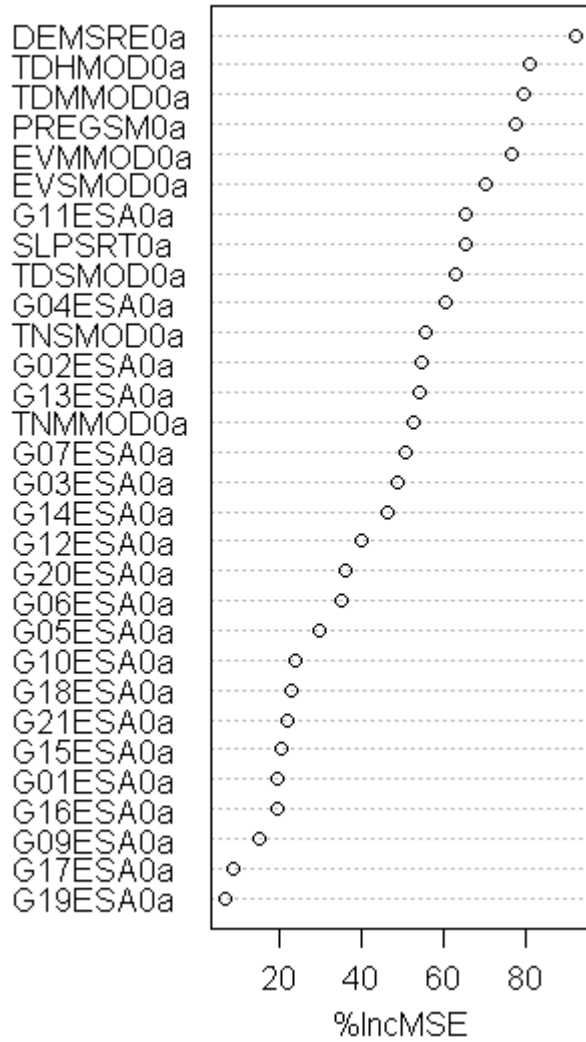 DEMSRE0a
TDHMOD0a
TDMMOD0a
PREGSM0a
EVMMOD0a
EVSMOD0a
G11ESA0a
SLPSRT0a
TDSMOD0a
G04ESA0a
TNSMOD0a
G02ESA0a
G13ESA0a
TNMMOD0a
G07ESA0a
G03ESA0a
G14ESA0a
G12ESA0a
G20ESA0a
G06ESA0a
G05ESA0a
G10ESA0a
G18ESA0a
G21ESA0a
G15ESA0a
G01ESA0a
G16ESA0a
G09ESA0a
G17ESA0a
G19ESA0a
20 40 60 80
%IncMSE